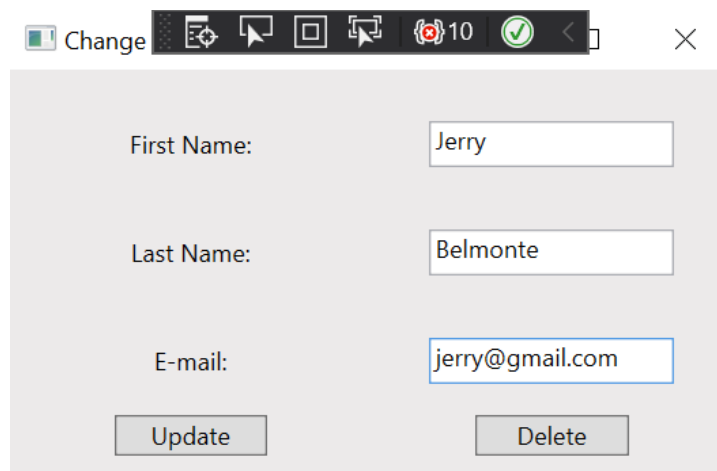 Change
10
First Name: Jerry
Last Name: Belmonte
E-mail: jerry@gmail.com
Update Delete